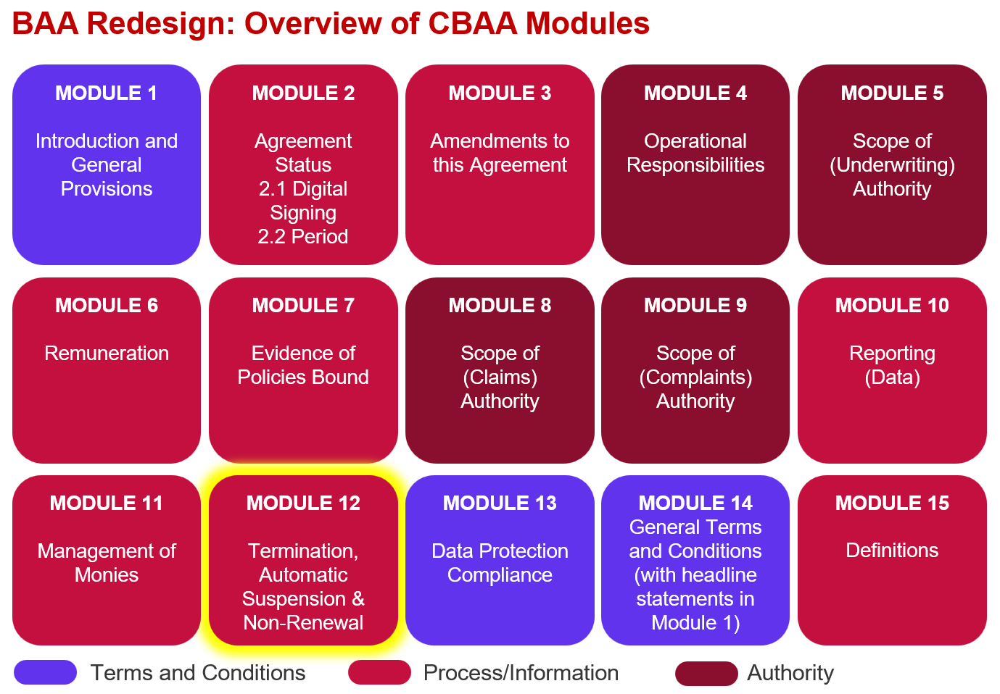 BAA Redesign: Overview of CBAA Modules
MODULE 1
Introduction and
General
Provisions
MODULE 2
Agreement
Status
2.1 Digital
Signing
2.2 Period
MODULE 3
Amendments to
this Agreement
MODULE 4
Operational
Responsibilities
MODULE 5
Scope of
(Underwriting)
Authority
MODULE 6
Remuneration
MODULE 7
Evidence of
Policies Bound
MODULE 8
Scope of
(Claims)
Authority
MODULE 9
Scope of
(Complaints)
Authority
MODULE 10
Reporting
(Data)
MODULE 11
Management of
Monies
MODULE 12
Termination,
Automatic
Suspension &
Non-Renewal
MODULE 13
Data Protection
Compliance
MODULE 14
General Terms
and Conditions
(with headline
statements in
Module 1)
MODULE 15
Definitions
Terms and Conditions
Process/Information
Authority